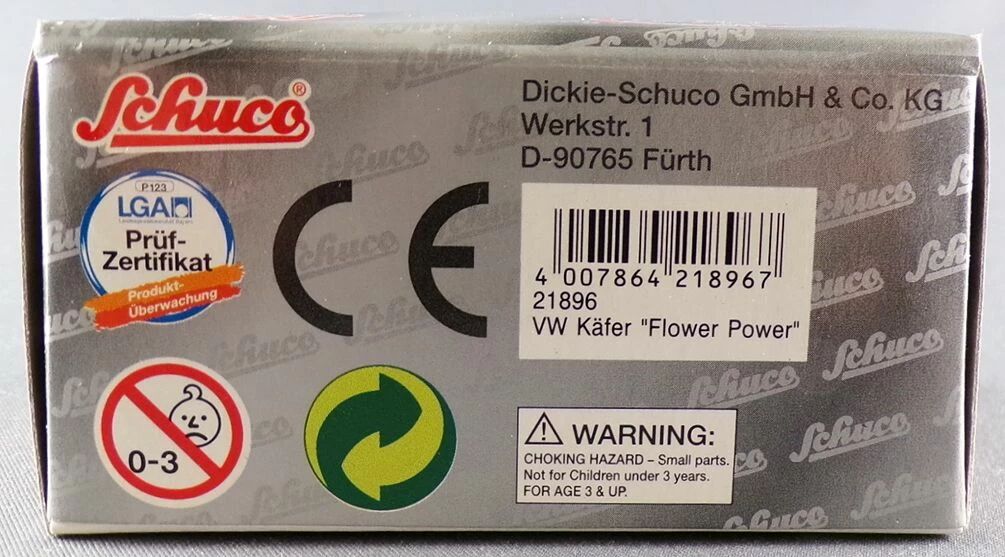 Schuco®
Dickie-Schuco GmbH & Co. KG
Werkstr. 1
D-90765 Fürth
P 123
LGA
Prüf-
Zertifikat
Produkt-
Überwachung
CE
4 007864 218967
21896
VW Käfer "Flower Power"
0-3
WARNING:
CHOKING HAZARD – Small parts.
Not for Children under 3 years.
FOR AGE 3 & UP.